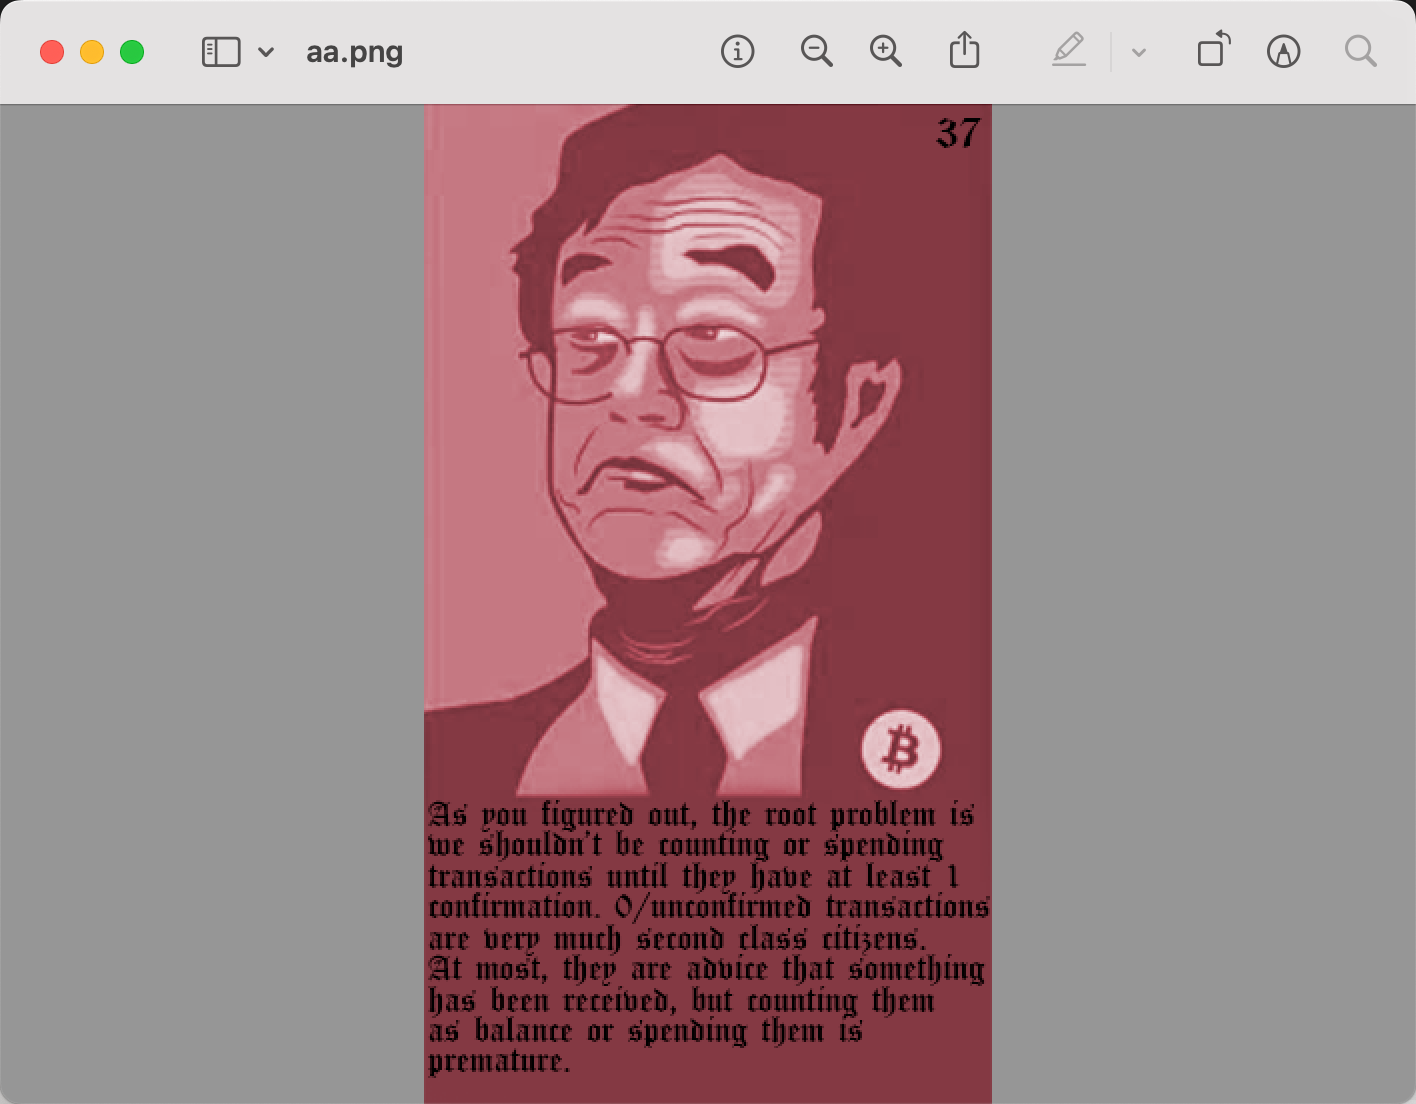 aa.png
37
As you figured out, the root problem is
we shouldn't be counting or spending
transactions until they have at least 1
confirmation. 0/unconfirmed transactions
are very much second class citizens.
At most, they are advice that something
has been received, but counting them
as balance or spending them is
premature.